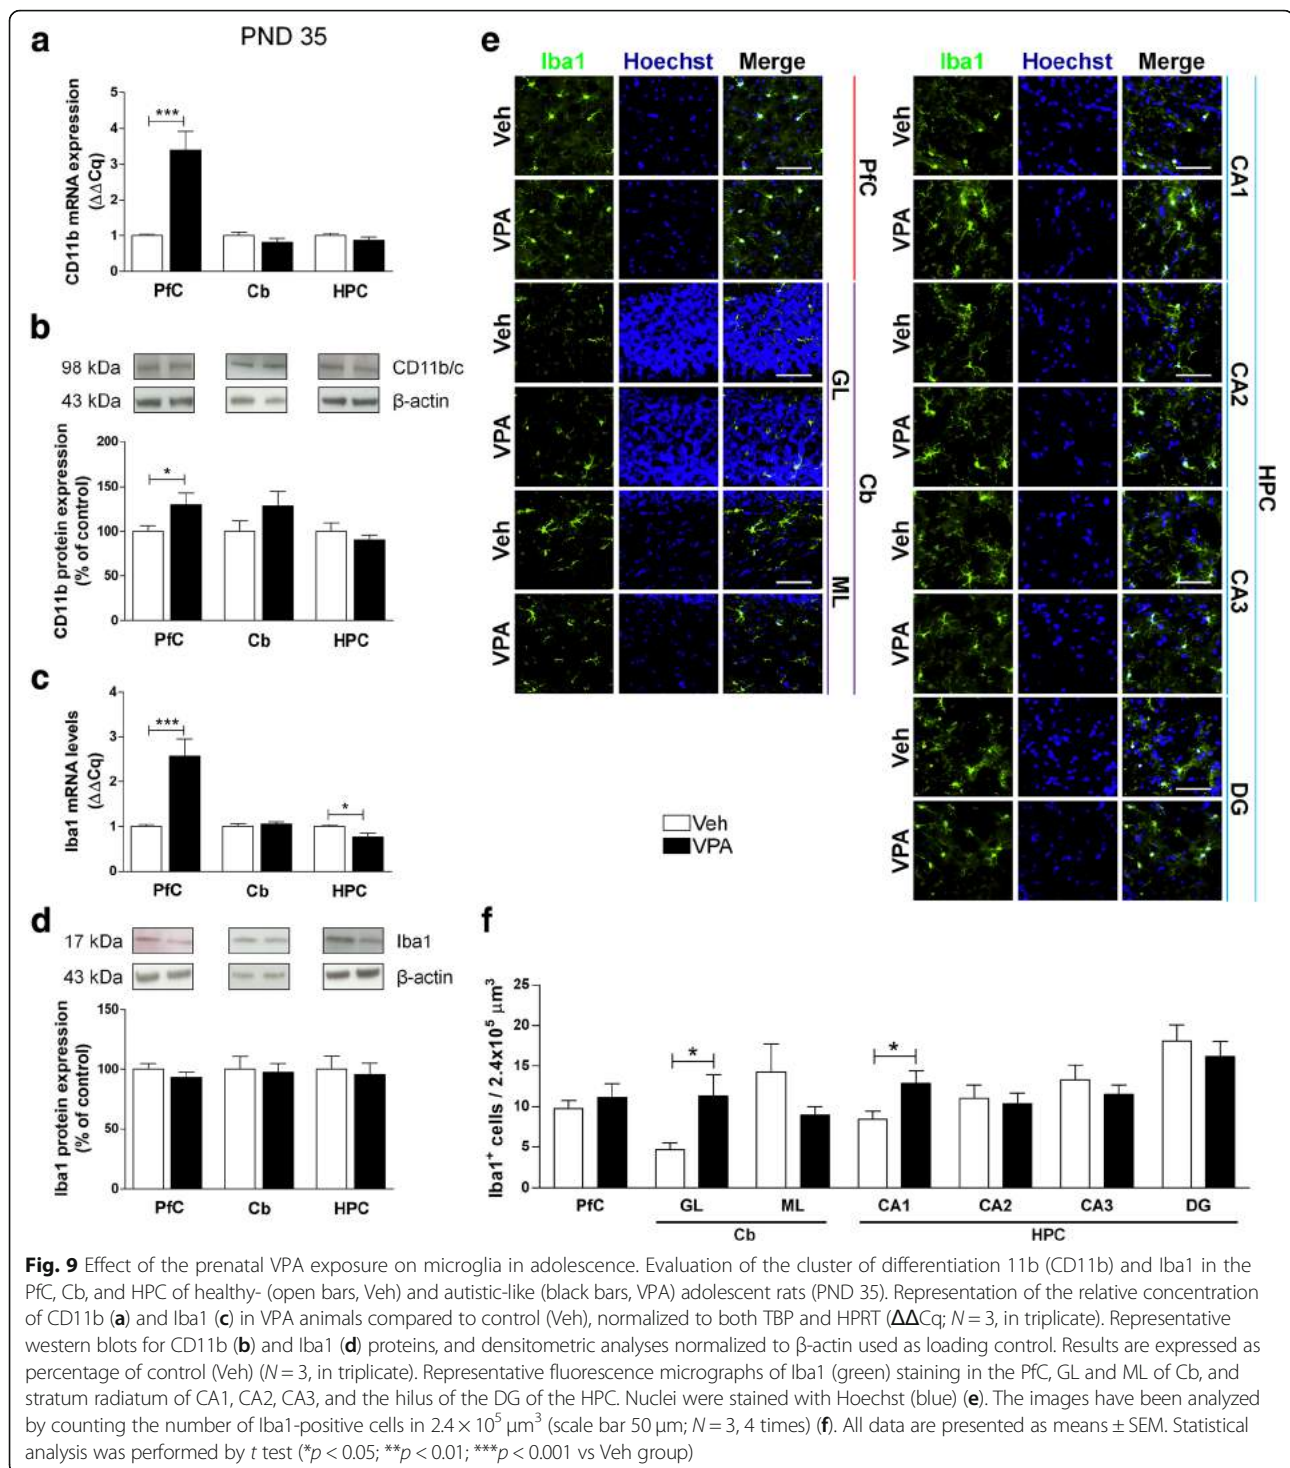 a
PND 35
CD11b mRNA expression
(ΔΔCq)
5
4
3
2
1
0
***
PfC Cb HPC
b
98 kDa
CD11b/c
43 kDa
β-actin
CD11b protein expression
(% of control)
200
150
100
50
0
*
PfC Cb HPC
c
Iba1 mRNA levels
(ΔΔCq)
4
3
2
1
0
***
*
PfC Cb HPC
d
17 kDa
Iba1
43 kDa
β-actin
Iba1 protein expression
(% of control)
150
100
50
0
PfC Cb HPC
e
Iba1 Hoechst Merge
Veh
VPA
PfC
Veh
VPA
GL
Veh
VPA
ML
Cb
Iba1 Hoechst Merge
Veh
VPA
CA1
Veh
VPA
CA2
Veh
VPA
CA3
Veh
VPA
DG
HPC
Veh
VPA
f
Iba1⁺ cells / 2.4x10⁵ μm³
25
20
15
10
5
0
*
*
PfC GL ML CA1 CA2 CA3 DG
Cb HPC
Fig. 9 Effect of the prenatal VPA exposure on microglia in adolescence. Evaluation of the cluster of differentiation 11b (CD11b) and Iba1 in the
PfC, Cb, and HPC of healthy- (open bars, Veh) and autistic-like (black bars, VPA) adolescent rats (PND 35). Representation of the relative concentration
of CD11b (a) and Iba1 (c) in VPA animals compared to control (Veh), normalized to both TBP and HPRT (ΔΔCq; N = 3, in triplicate). Representative
western blots for CD11b (b) and Iba1 (d) proteins, and densitometric analyses normalized to β-actin used as loading control. Results are expressed as
percentage of control (Veh) (N = 3, in triplicate). Representative fluorescence micrographs of Iba1 (green) staining in the PfC, GL and ML of Cb, and
stratum radiatum of CA1, CA2, CA3, and the hilus of the DG of the HPC. Nuclei were stained with Hoechst (blue) (e). The images have been analyzed
by counting the number of Iba1-positive cells in 2.4 × 10⁵ μm³ (scale bar 50 μm; N = 3, 4 times) (f). All data are presented as means ± SEM. Statistical
analysis was performed by t test (*p < 0.05; **p < 0.01; ***p < 0.001 vs Veh group)